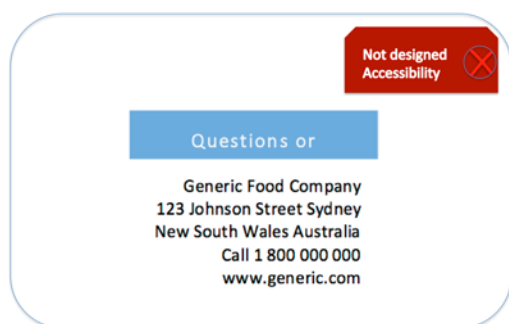 Not designed
Accessibility
Questions or
Generic Food Company
123 Johnson Street Sydney
New South Wales Australia
Call 1 800 000 000
www.generic.com